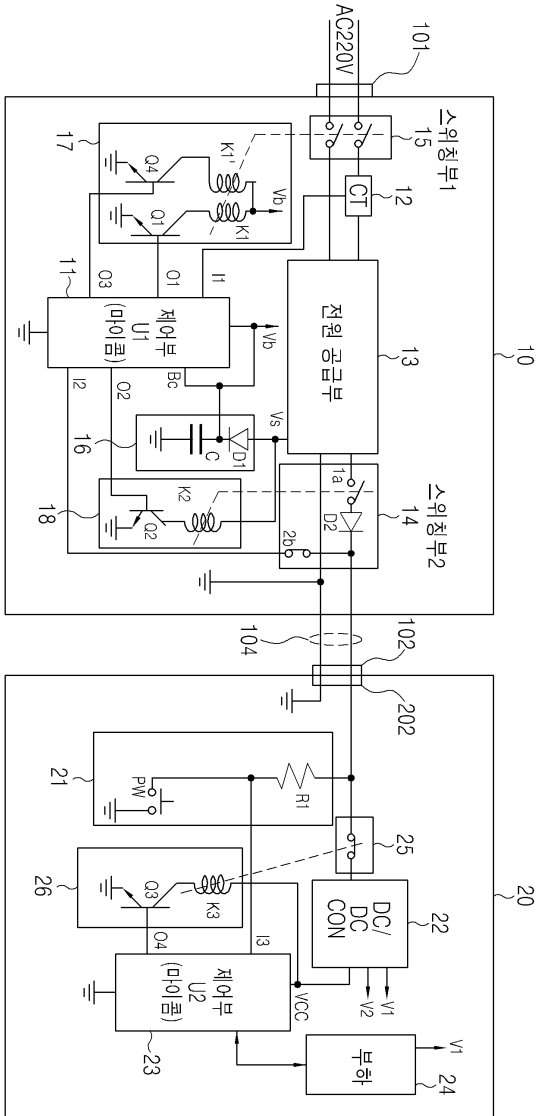 AC220V
101
스위칭부1
15
12
CT
17
K1'
K1
Vb
Q4
Q1
O3
O1
I1
11
제어부
U1
(마이콤)
Vb
Bc
I2
O2
13
전원 공급부
10
Vs
16
C
D1
18
K2
Q2
스위칭부2
14
1a
D2
2b
104
102
202
20
21
PW
R1
25
26
Q3
K3
O4
I3
22
DC/
DC
CON
V1
V2
VCC
제어부
U2
(마이콤)
23
V1
부하
24